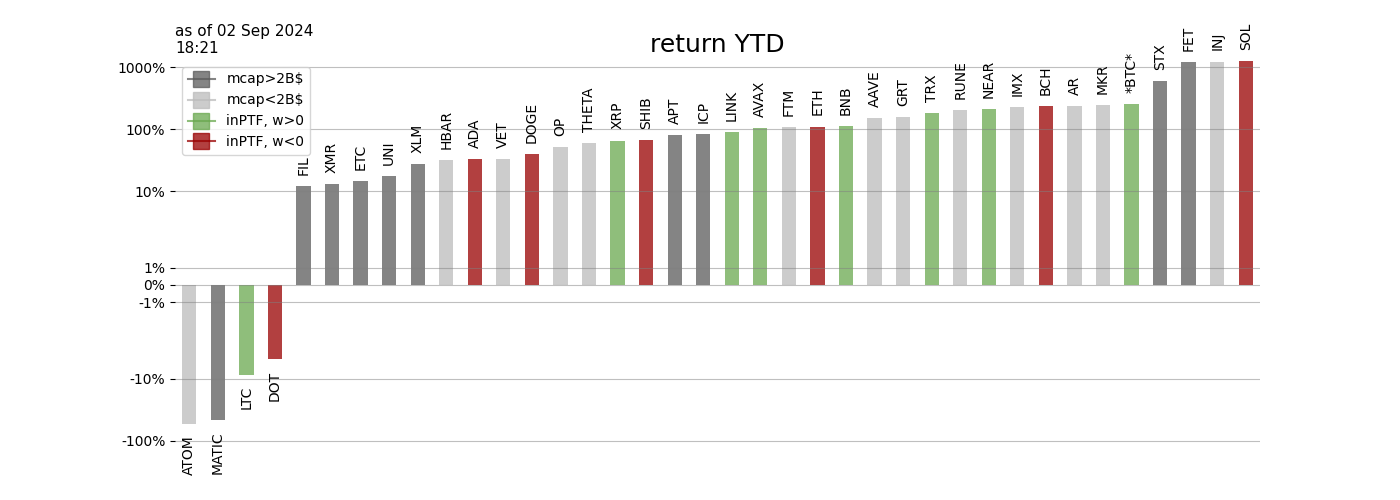 as of 02 Sep 2024
18:21
return YTD
1000%
100%
10%
1%
0%
-1%
-10%
-100%
mcap>2B$
mcap<2B$
inPTF, w>0
inPTF, w<0
ATOM
MATIC
LTC
DOT
FIL
XMR
ETC
UNI
XLM
HBAR
ADA
VET
DOGE
OP
THETA
XRP
SHIB
APT
ICP
LINK
AVAX
FTM
ETH
BNB
AAVE
GRT
TRX
RUNE
NEAR
IMX
BCH
AR
MKR
*BTC*
STX
FET
INJ
SOL